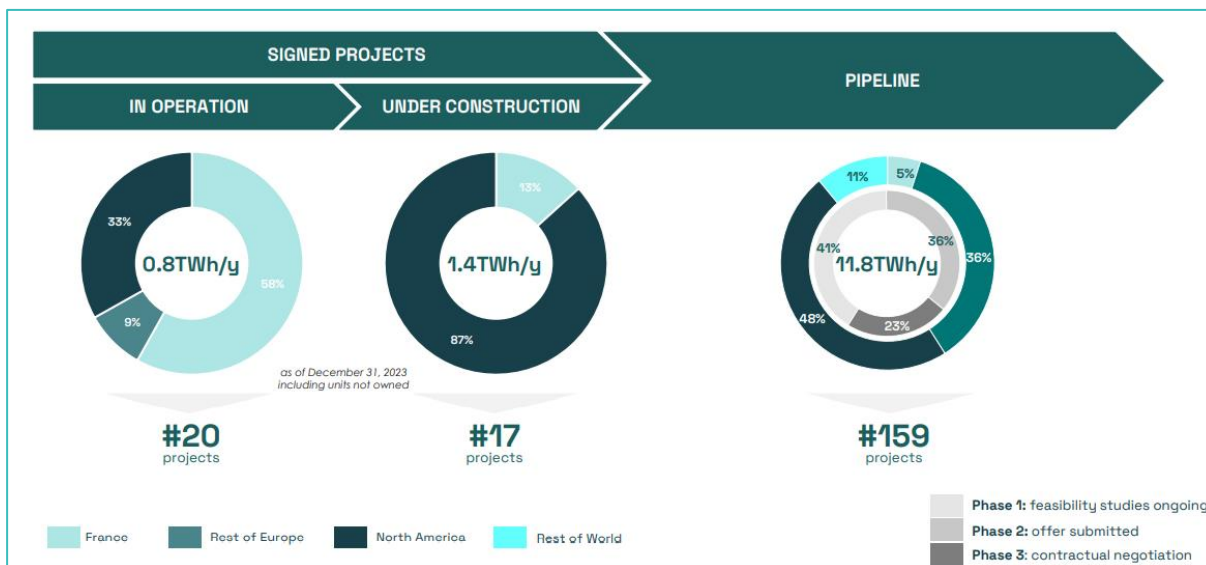 SIGNED PROJECTS
PIPELINE
IN OPERATION
UNDER CONSTRUCTION
33%
58%
9%
0.8TWh/y
13%
87%
1.4TWh/y
11%
5%
36%
48%
41%
36%
23%
11.8TWh/y
as of December 31, 2023
including units not owned
#20
projects
#17
projects
#159
projects
France
Rest of Europe
North America
Rest of World
Phase 1: feasibility studies ongoing
Phase 2: offer submitted
Phase 3: contractual negotiation